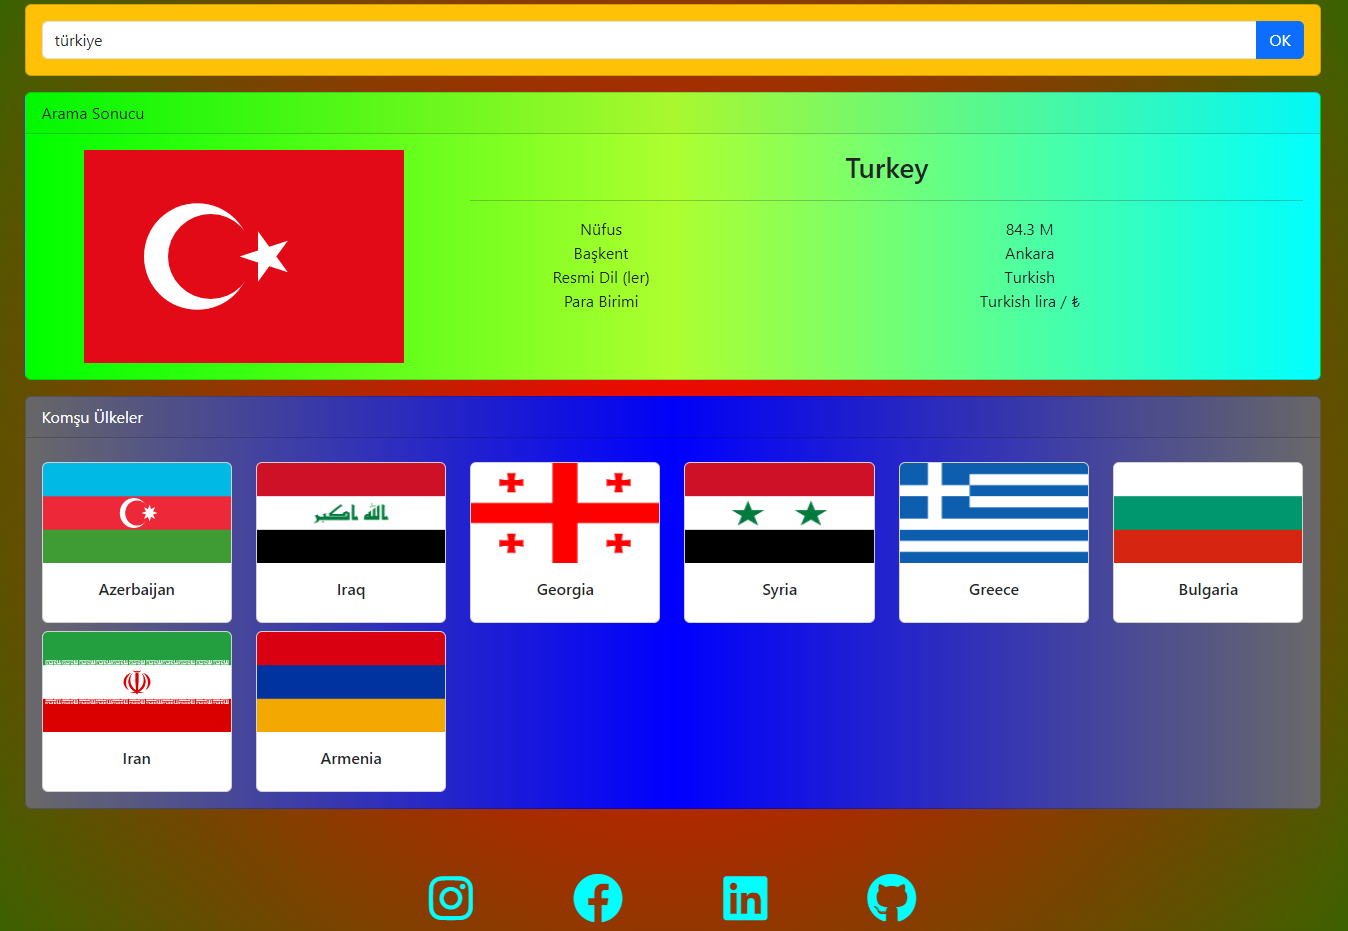 türkiye OK
Arama Sonucu
Turkey
Nüfus 84.3 M
Başkent Ankara
Resmi Dil (ler) Turkish
Para Birimi Turkish lira / ₺
Komşu Ülkeler
الله اكبر
Azerbaijan Iraq Georgia Syria Greece Bulgaria
Iran Armenia
in